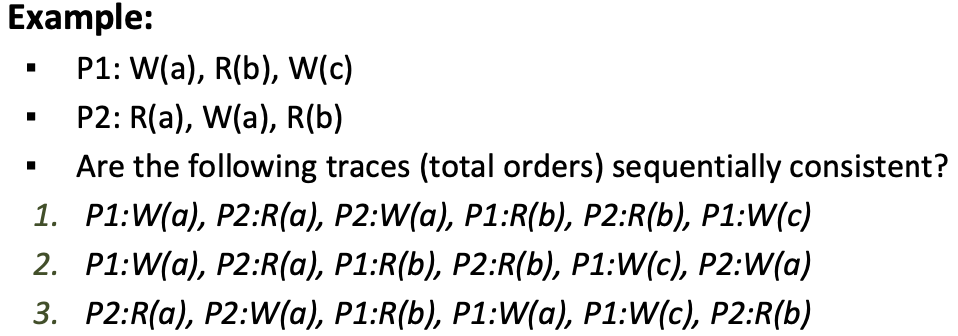 Example:
▪ P1: W(a), R(b), W(c)
▪ P2: R(a), W(a), R(b)
▪ Are the following traces (total orders) sequentially consistent?
1. P1:W(a), P2:R(a), P2:W(a), P1:R(b), P2:R(b), P1:W(c)
2. P1:W(a), P2:R(a), P1:R(b), P2:R(b), P1:W(c), P2:W(a)
3. P2:R(a), P2:W(a), P1:R(b), P1:W(a), P1:W(c), P2:R(b)